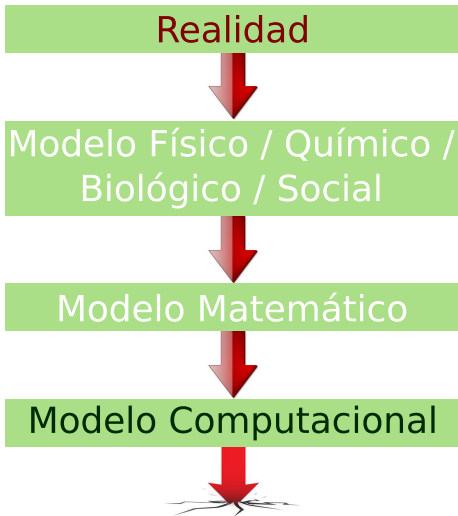 Realidad
Modelo Físico / Químico /
Biológico / Social
Modelo Matemático
Modelo Computacional